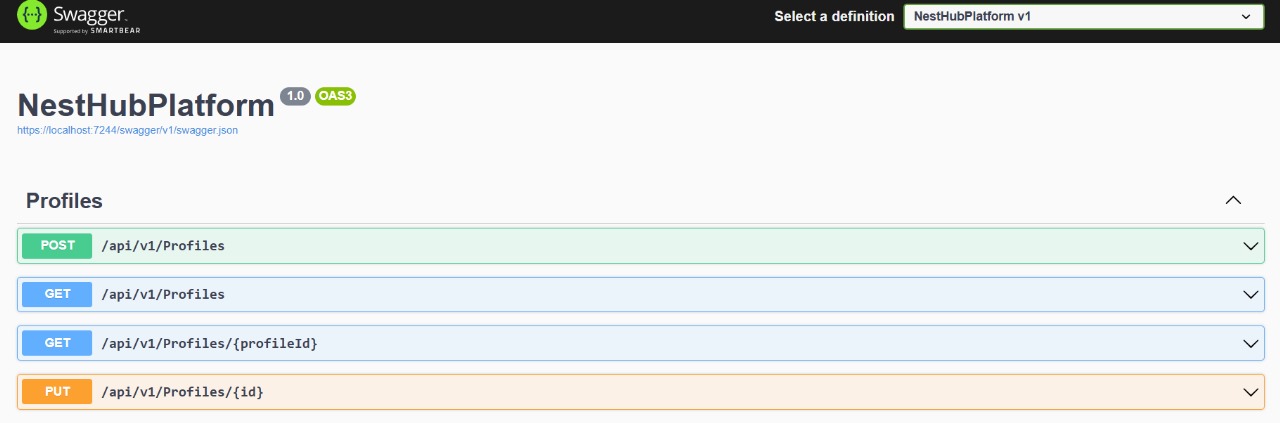 {···} Swagger.
Supported by SMARTBEAR
Select a definition
NestHubPlatform v1
NestHubPlatform 1.0 OAS3
https://localhost:7244/swagger/v1/swagger.json
Profiles
POST /api/v1/Profiles
GET /api/v1/Profiles
GET /api/v1/Profiles/{profileId}
PUT /api/v1/Profiles/{id}